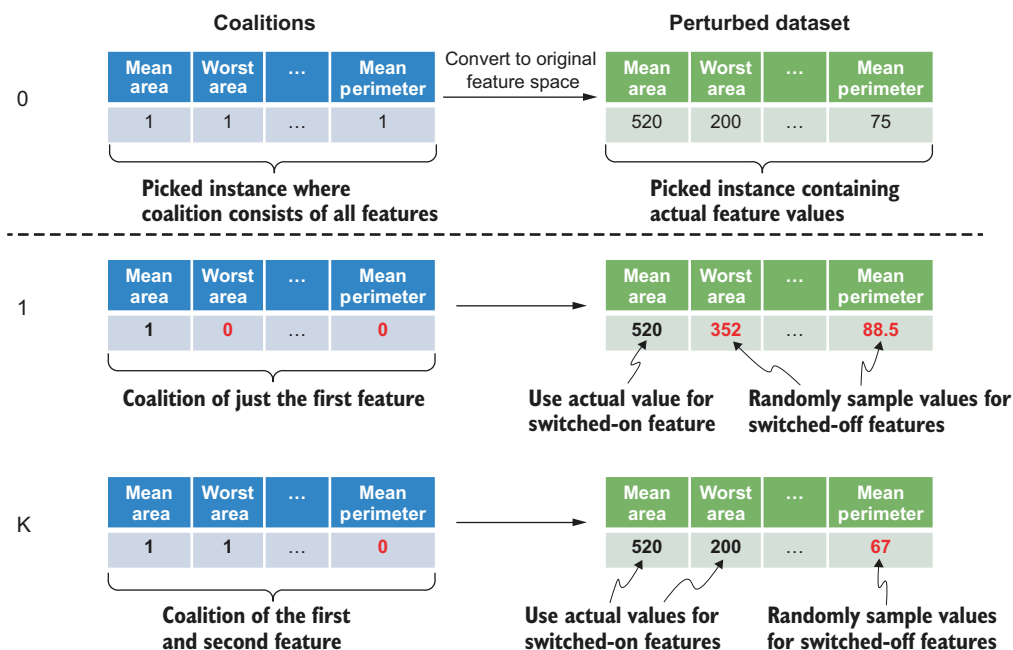 Coalitions
Perturbed dataset
0
Mean area
Worst area
…
Mean perimeter
1
1
…
1
Convert to original
feature space
Mean area
Worst area
…
Mean perimeter
520
200
…
75
Picked instance where
coalition consists of all features
Picked instance containing
actual feature values
1
Mean area
Worst area
…
Mean perimeter
1
0
…
0
Mean area
Worst area
…
Mean perimeter
520
352
…
88.5
Coalition of just the first feature
Use actual value for
switched-on feature
Randomly sample values for
switched-off features
K
Mean area
Worst area
…
Mean perimeter
1
1
…
0
Mean area
Worst area
…
Mean perimeter
520
200
…
67
Coalition of the first
and second feature
Use actual values for
switched-on features
Randomly sample values
for switched-off features